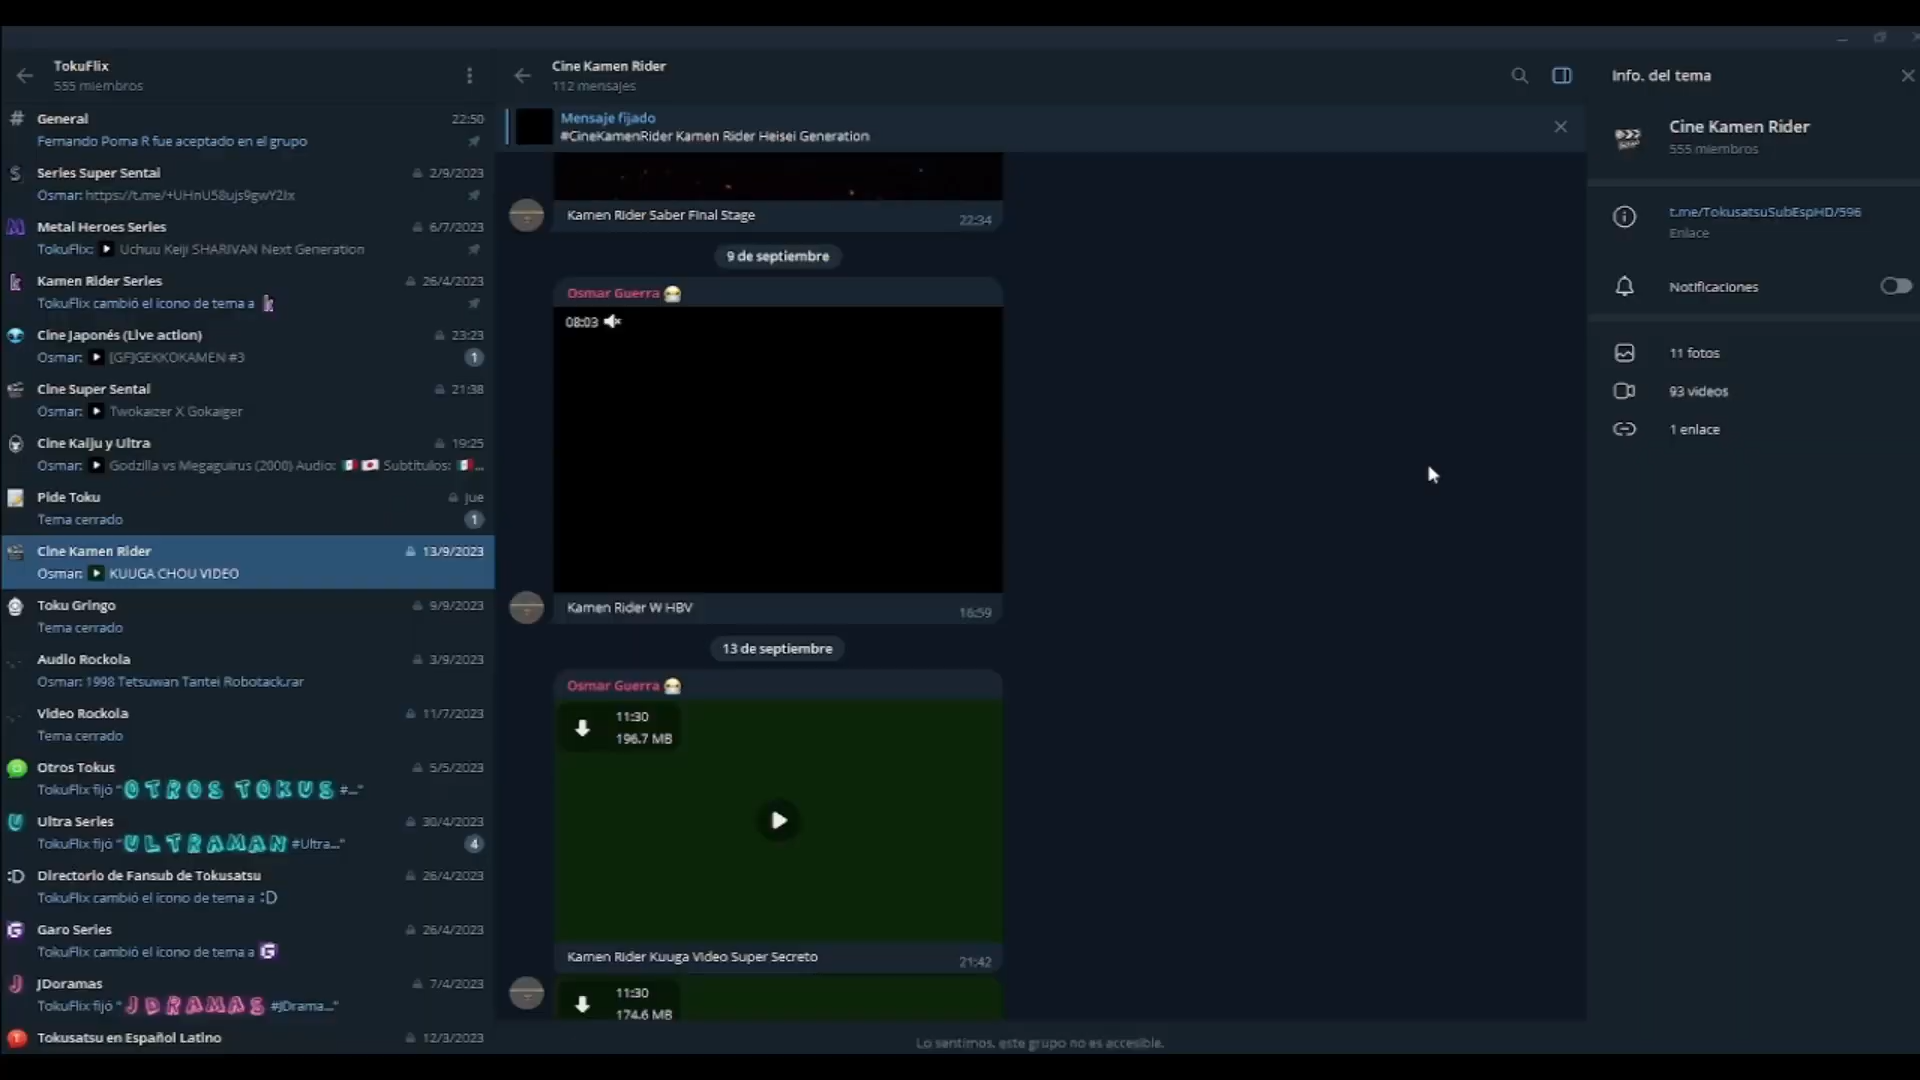 TokuFlix
555 miembros
General
22:50
Fernando Poma R fue aceptado en el grupo
Series Super Sentai
2/9/2023
Osmar: https://t.me/+UHnU58ujs9gwY2Ix
Metal Heroes Series
6/7/2023
TokuFlix: Uchuu Keiji SHARIVAN Next Generation
Kamen Rider Series
26/4/2023
TokuFlix cambió el ícono de tema a
Cine Japonés (Live action)
23:23
Osmar: [GF]GEKKOKAMEN #3
1
Cine Super Sentai
21:38
Osmar: Twokaizer X Gokaiger
Cine Kaiju y Ultra
19:25
Osmar: Godzilla vs Megaguirus (2000) Audio: 🇲🇽 🇯🇵 Subtítulos: 🇲🇽...
Pide Toku
jue
Tema cerrado
1
Cine Kamen Rider
13/9/2023
Osmar: KUUGA CHOU VIDEO
Toku Gringo
9/9/2023
Tema cerrado
Audio Rockola
3/9/2023
Osmar: 1998 Tetsuwan Tantei Robotack.rar
Video Rockola
11/7/2023
Tema cerrado
Otros Tokus
5/5/2023
TokuFlix fijó "OTROS TOKUS #..."
Ultra Series
30/4/2023
TokuFlix fijó "ULTRAMAN #Ultra..."
4
:D Directorio de Fansub de Tokusatsu
26/4/2023
TokuFlix cambió el ícono de tema a :D
Garo Series
26/4/2023
TokuFlix cambió el ícono de tema a G
JDoramas
7/4/2023
TokuFlix fijó "JDRAMAS #JDrama..."
Tokusatsu en Español Latino
12/3/2023
Cine Kamen Rider
112 mensajes
Mensaje fijado
#CineKamenRider Kamen Rider Heisei Generation
Kamen Rider Saber Final Stage
22:34
9 de septiembre
Osmar Guerra
08:03
Kamen Rider W HBV
16:59
13 de septiembre
Osmar Guerra
11:30
196.7 MB
Kamen Rider Kuuga Video Super Secreto
21:42
11:30
174.6 MB
Lo sentimos, este grupo no es accesible.
Info. del tema
Cine Kamen Rider
555 miembros
t.me/TokusatsuSubEspHD/596
Enlace
Notificaciones
11 fotos
93 videos
1 enlace